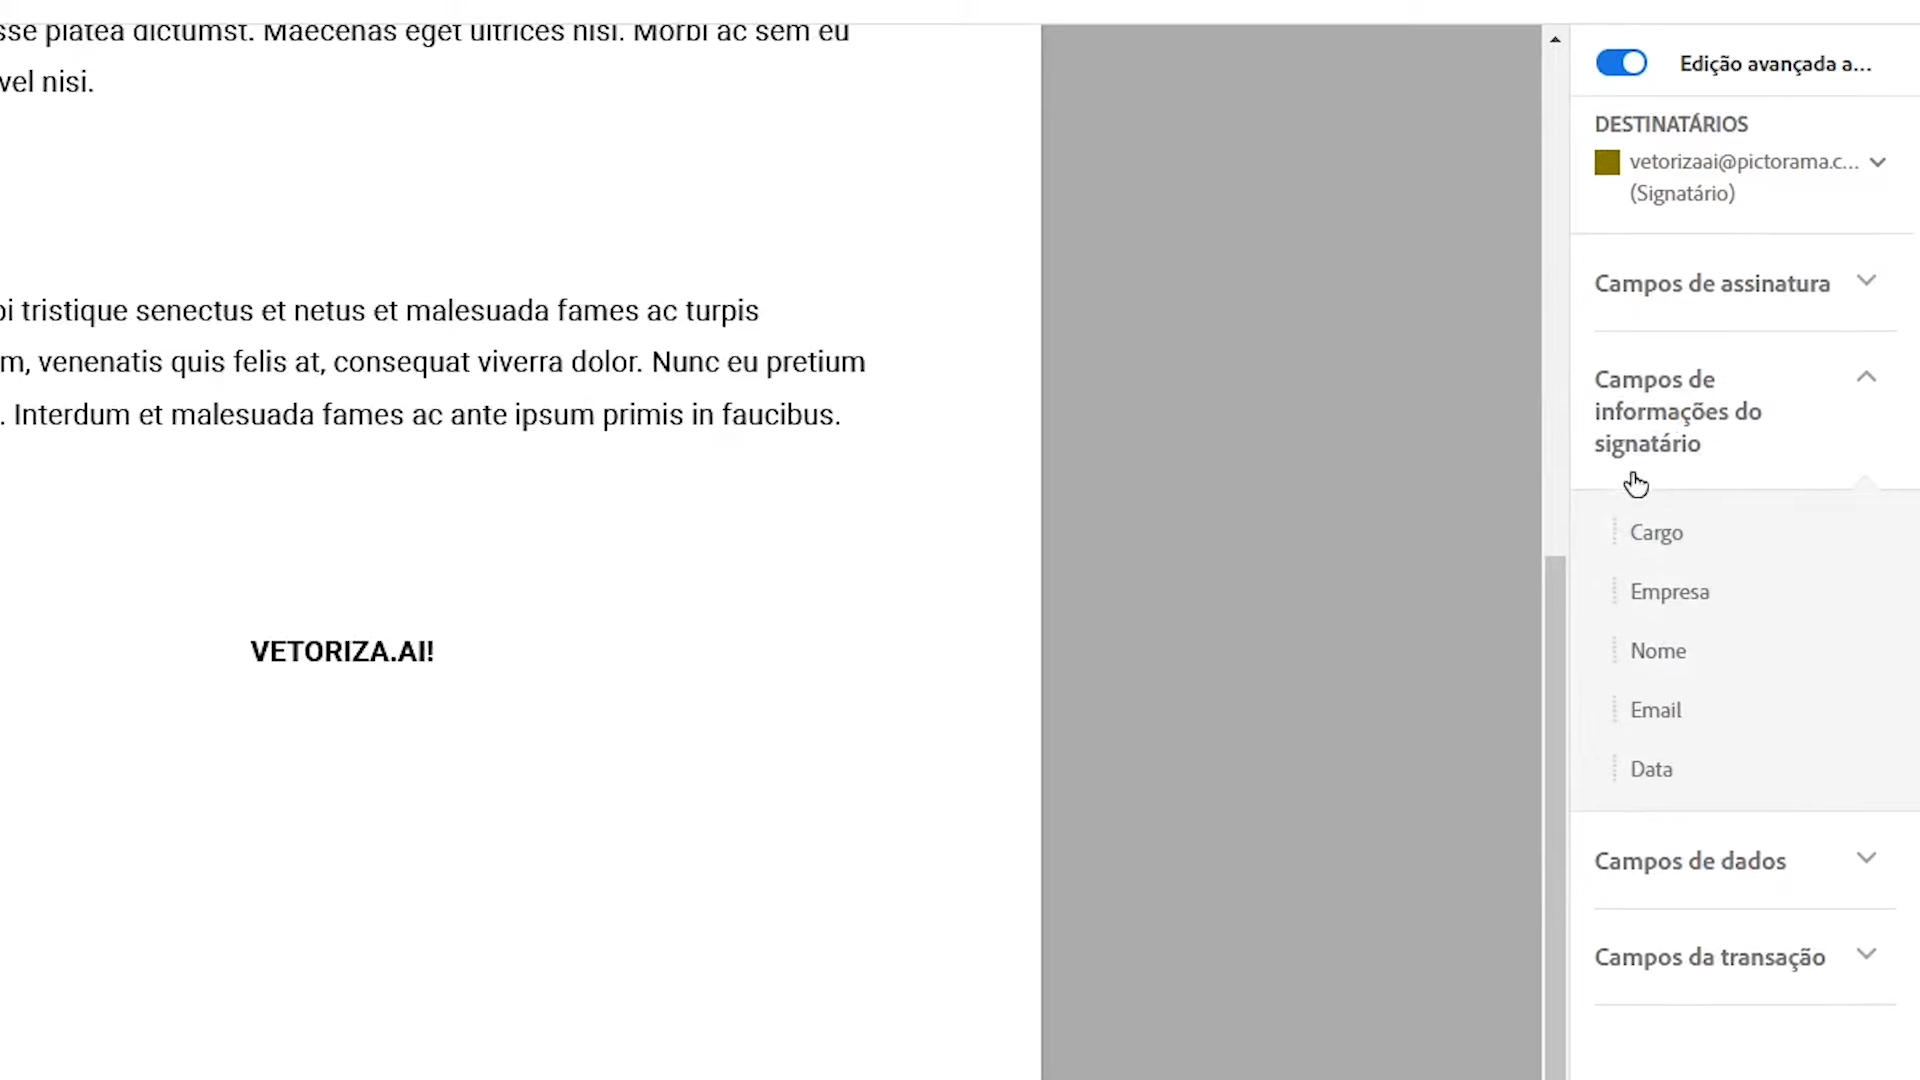 sse platea dictumst. Maecenas eget ultrices nisi. Morbi ac sem eu
vel nisi.
oi tristique senectus et netus et malesuada fames ac turpis
m, venenatis quis felis at, consequat viverra dolor. Nunc eu pretium
. Interdum et malesuada fames ac ante ipsum primis in faucibus.
VETORIZA.AI!
Edição avançada a...
DESTINATÁRIOS
vetorizaai@pictorama.c...
(Signatário)
Campos de assinatura
Campos de
informações do
signatário
Cargo
Empresa
Nome
Email
Data
Campos de dados
Campos da transação